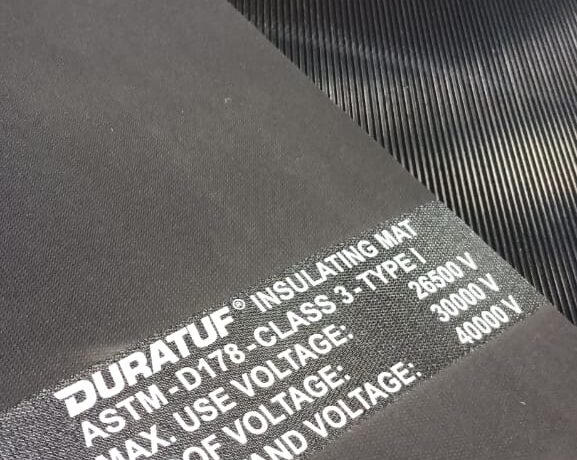 DURATUF® INSULATING MAT
ASTM-D178-CLASS 3-TYPE I
MAX. USE VOLTAGE: 26500 V
OF VOLTAGE: 30000 V
AND VOLTAGE: 40000 V